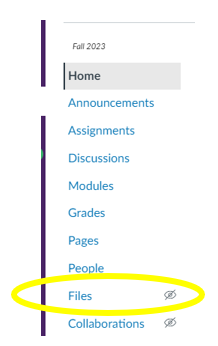 Fall 2023
Home
Announcements
Assignments
Discussions
Modules
Grades
Pages
People
Files
Collaborations